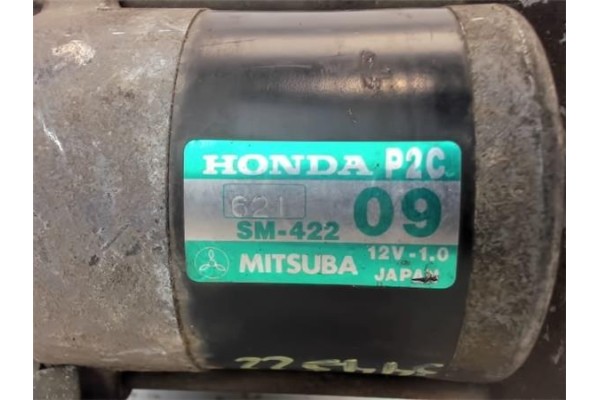 HONDA P2C
621 09
SM-422
12V-1.0
MITSUBA JAPAN